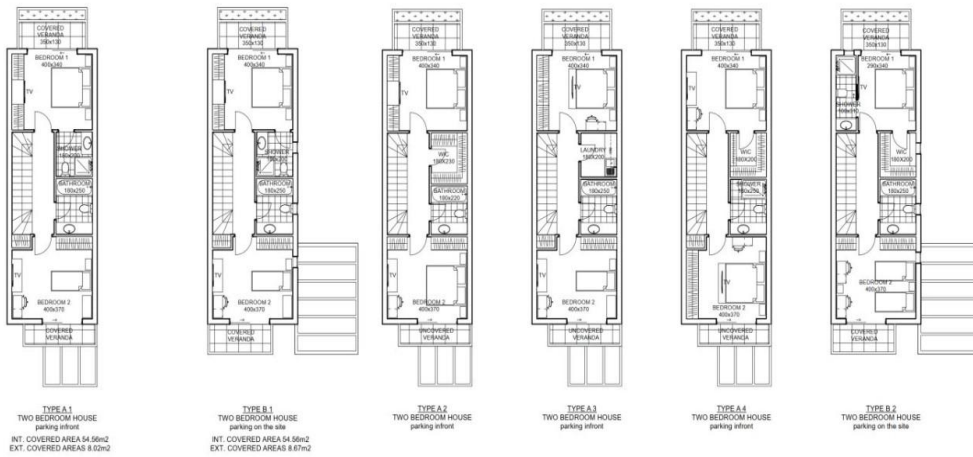 COVERED
VERANDA
350x130
BEDROOM 1
400x340
TV
SHOWER
180x200
BATHROOM
180x250
TV
BEDROOM 2
400x370
COVERED
VERANDA
TYPE A 1
TWO BEDROOM HOUSE
parking infront
INT. COVERED AREA 54.56m2
EXT. COVERED AREAS 8.02m2
COVERED
VERANDA
350x130
BEDROOM 1
400x340
TV
SHOWER
180x200
BATHROOM
180x250
TV
BEDROOM 2
400x370
COVERED
VERANDA
TYPE B 1
TWO BEDROOM HOUSE
parking on the site
INT. COVERED AREA 54.56m2
EXT. COVERED AREAS 8.67m2
COVERED
VERANDA
350x130
BEDROOM 1
400x340
TV
WIC
180X230
BATHROOM
180x220
TV
BEDROOM 2
400x370
UNCOVERED
VERANDA
TYPE A 2
TWO BEDROOM HOUSE
parking infront
COVERED
VERANDA
350x130
BEDROOM 1
400x340
TV
LAUNDRY
180X200
BATHROOM
180x250
TV
BEDROOM 2
400x370
UNCOVERED
VERANDA
TYPE A 3
TWO BEDROOM HOUSE
parking infront
COVERED
VERANDA
350x130
BEDROOM 1
400x340
TV
WIC
180X200
SHOWER
TV
BEDROOM 2
400x370
UNCOVERED
VERANDA
TYPE A 4
TWO BEDROOM HOUSE
parking infront
COVERED
VERANDA
350x130
BEDROOM 1
290x340
TV
SHOWER
WIC
180X200
BATHROOM
180x250
BEDROOM 2
400x370
COVERED
VERANDA
TYPE B 2
TWO BEDROOM HOUSE
parking on the site